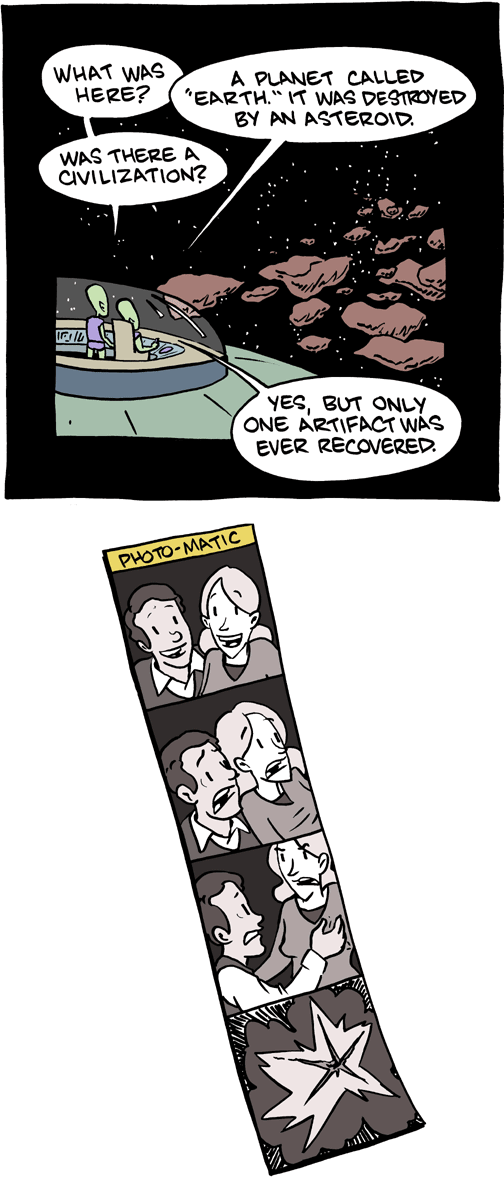 WHAT WAS
HERE?
A PLANET CALLED
"EARTH." IT WAS DESTROYED
BY AN ASTEROID.
WAS THERE A
CIVILIZATION?
YES, BUT ONLY
ONE ARTIFACT WAS
EVER RECOVERED.
PHOTO-MATIC